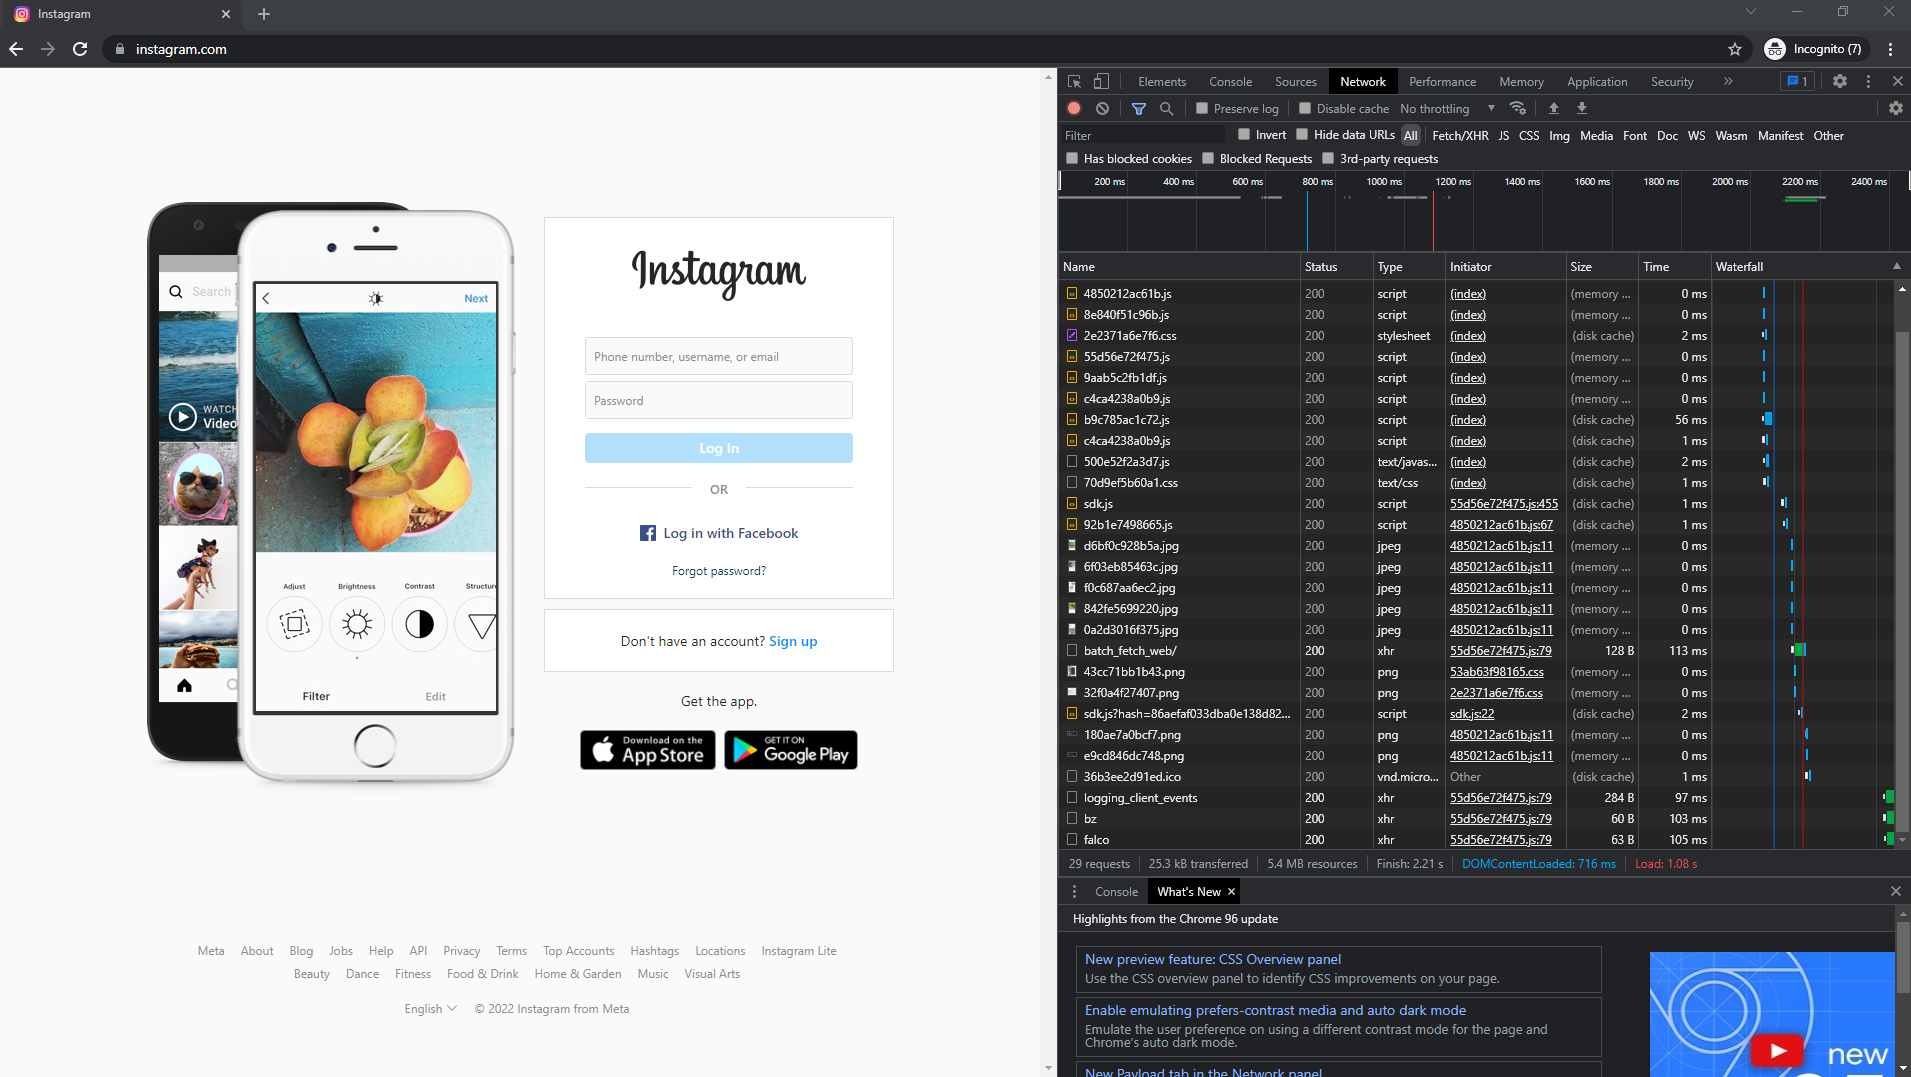 Instagram
instagram.com
Incognito (7)
Search
WATCH
Video
Next
Adjust Brightness Contrast Structure
Filter Edit
Instagram
Phone number, username, or email
Password
Log In
OR
Log in with Facebook
Forgot password?
Don't have an account? Sign up
Get the app.
Download on the
App Store
GET IT ON
Google Play
Meta About Blog Jobs Help API Privacy Terms Top Accounts Hashtags Locations Instagram Lite
Beauty Dance Fitness Food & Drink Home & Garden Music Visual Arts
English © 2022 Instagram from Meta
Elements Console Sources Network Performance Memory Application Security » 1
Preserve log Disable cache No throttling
Filter Invert Hide data URLs All Fetch/XHR JS CSS Img Media Font Doc WS Wasm Manifest Other
Has blocked cookies Blocked Requests 3rd-party requests
200 ms 400 ms 600 ms 800 ms 1000 ms 1200 ms 1400 ms 1600 ms 1800 ms 2000 ms 2200 ms 2400 ms
Name Status Type Initiator Size Time Waterfall
4850212ac61b.js 200 script (index) (memory ... 0 ms
8e840f51c96b.js 200 script (index) (memory ... 0 ms
2e2371a6e7f6.css 200 stylesheet (index) (disk cache) 2 ms
55d56e72f475.js 200 script (index) (memory ... 0 ms
9aab5c2fb1df.js 200 script (index) (memory ... 0 ms
c4ca4238a0b9.js 200 script (index) (memory ... 0 ms
b9c785ac1c72.js 200 script (index) (disk cache) 56 ms
c4ca4238a0b9.js 200 script (index) (disk cache) 1 ms
500e52f2a3d7.js 200 text/javas... (index) (disk cache) 2 ms
70d9ef5b60a1.css 200 text/css (index) (disk cache) 1 ms
sdk.js 200 script 55d56e72f475.js:455 (disk cache) 1 ms
92b1e7498665.js 200 script 4850212ac61b.js:67 (disk cache) 1 ms
d6bf0c928b5a.jpg 200 jpeg 4850212ac61b.js:11 (memory ... 0 ms
6f03eb85463c.jpg 200 jpeg 4850212ac61b.js:11 (memory ... 0 ms
f0c687aa6ec2.jpg 200 jpeg 4850212ac61b.js:11 (memory ... 0 ms
842fe5699220.jpg 200 jpeg 4850212ac61b.js:11 (memory ... 0 ms
0a2d3016f375.jpg 200 jpeg 4850212ac61b.js:11 (memory ... 0 ms
batch_fetch_web/ 200 xhr 55d56e72f475.js:79 128 B 113 ms
43cc71bb1b43.png 200 png 53ab63f98165.css (memory ... 0 ms
32f0a4f27407.png 200 png 2e2371a6e7f6.css (memory ... 0 ms
sdk.js?hash=86aefaf033dba0e138d82... 200 script sdk.js:22 (disk cache) 2 ms
180ae7a0bcf7.png 200 png 4850212ac61b.js:11 (memory ... 0 ms
e9cd846dc748.png 200 png 4850212ac61b.js:11 (memory ... 0 ms
36b3ee2d91ed.ico 200 vnd.micro... Other (disk cache) 1 ms
logging_client_events 200 xhr 55d56e72f475.js:79 284 B 97 ms
bz 200 xhr 55d56e72f475.js:79 60 B 103 ms
falco 200 xhr 55d56e72f475.js:79 63 B 105 ms
29 requests 25.3 kB transferred 5.4 MB resources Finish: 2.21 s DOMContentLoaded: 716 ms Load: 1.08 s
Console What's New
Highlights from the Chrome 96 update
New preview feature: CSS Overview panel
Use the CSS overview panel to identify CSS improvements on your page.
Enable emulating prefers-contrast media and auto dark mode
Emulate the user preference on using a different contrast mode for the page and
Chrome's auto dark mode.
New Payload tab in the Network panel
new